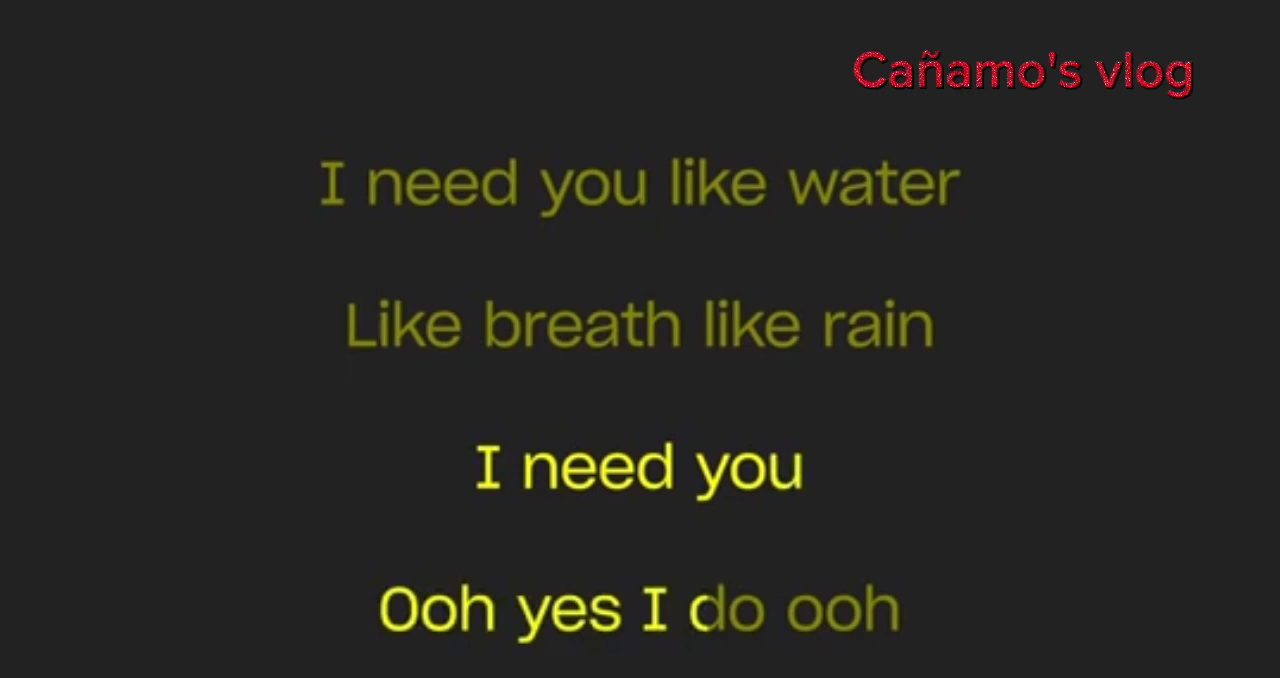 Cañamo's vlog
I need you like water
Like breath like rain
I need you
Ooh yes I do ooh